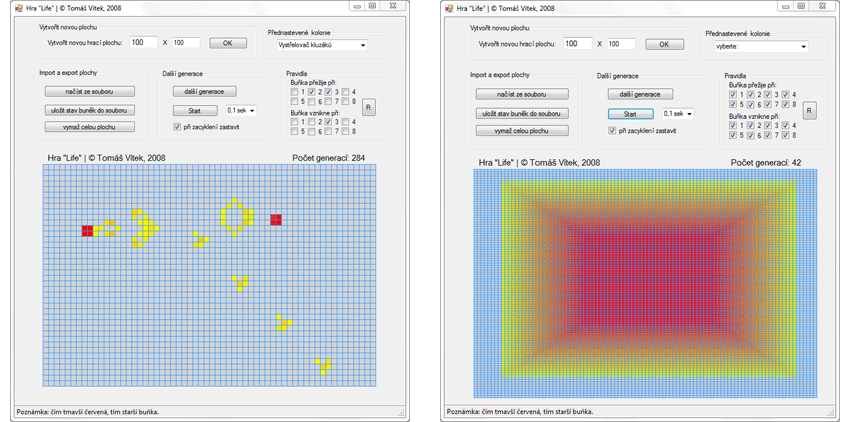 Hra "Life" | © Tomáš Vítek, 2008
Vytvořit novou plochu
Vytvořit novou hrací plochu: 100 X 100 OK
Přednastevené kolonie
Vystřelovač kluzáků
Import a export plochy
načíst ze souboru
uložit stav buněk do souboru
vymaž celou plochu
Další generace
další generace
Start 0,1 sek
při zacyklení zastavit
Pravidla
Buňka přežije při:
1 2 3 4
5 6 7 8
Buňka vznikne při:
1 2 3 4
5 6 7 8
R
Hra "Life" | © Tomáš Vítek, 2008 Počet generací: 284
Poznámka: čím tmavší červená, tím starší buňka.
Hra "Life" | © Tomáš Vítek, 2008
Vytvořit novou plochu
Vytvořit novou hrací plochu: 100 X 100 OK
Přednastevené kolonie
vyberte:
Import a export plochy
načíst ze souboru
uložit stav buněk do souboru
vymaž celou plochu
Další generace
další generace
Start 0,1 sek
při zacyklení zastavit
Pravidla
Buňka přežije při:
1 2 3 4
5 6 7 8
Buňka vznikne při:
1 2 3 4
5 6 7 8
R
Hra "Life" | © Tomáš Vítek, 2008 Počet generací: 42
Poznámka: čím tmavší červená, tím starší buňka.